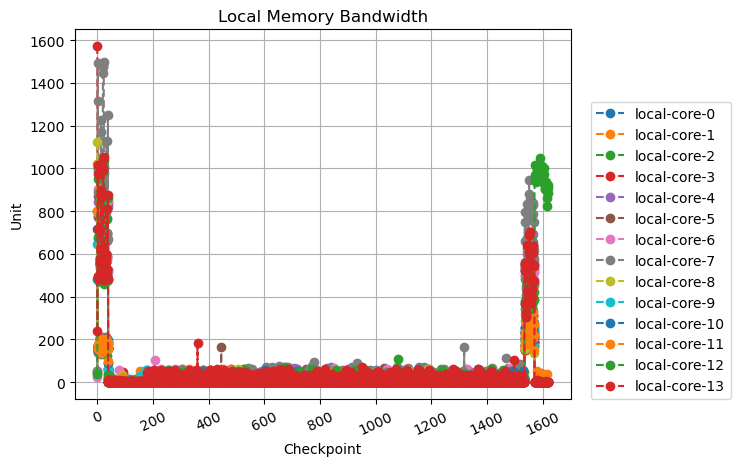 Local Memory Bandwidth
1600
1400
1200
1000
800
600
400
200
0
Unit
0
200
400
600
800
1000
1200
1400
1600
Checkpoint
local-core-0
local-core-1
local-core-2
local-core-3
local-core-4
local-core-5
local-core-6
local-core-7
local-core-8
local-core-9
local-core-10
local-core-11
local-core-12
local-core-13